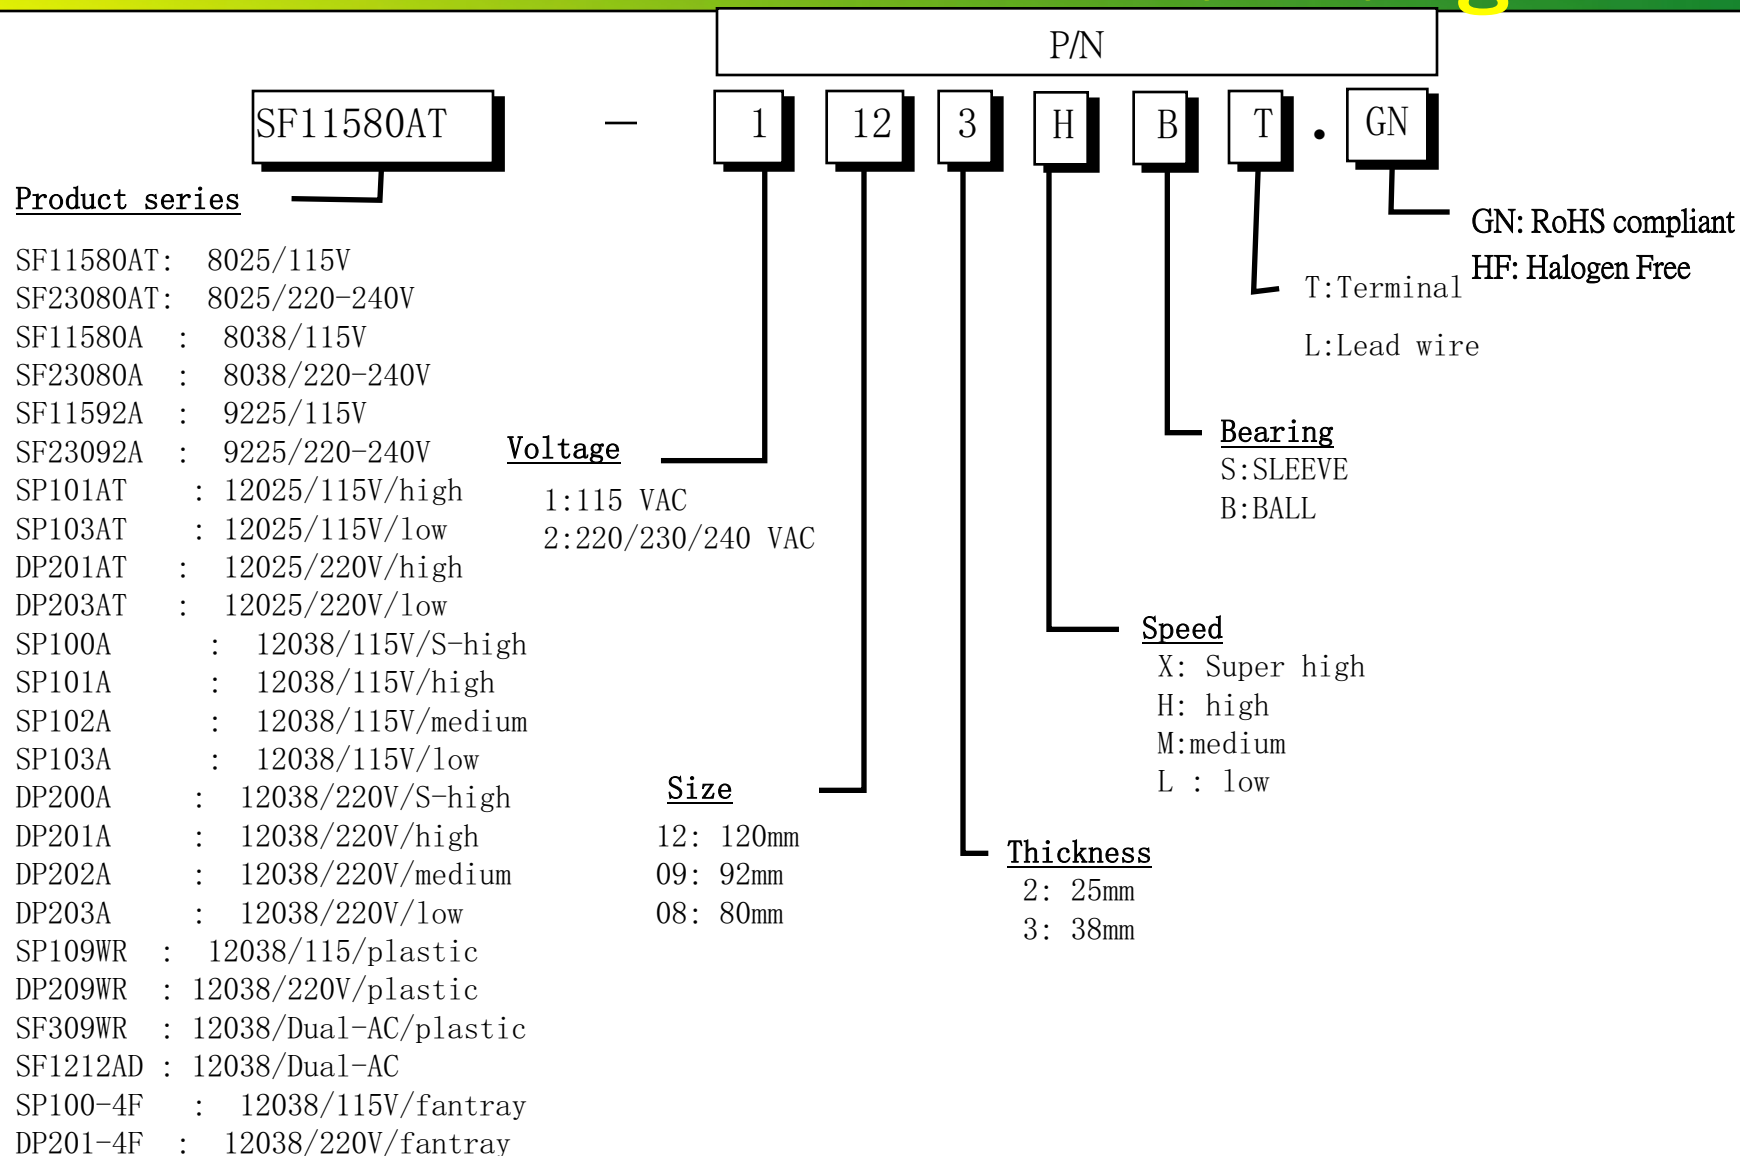 P/N
SF11580AT - 1 12 3 H B T . GN
Product series
SF11580AT: 8025/115V
SF23080AT: 8025/220-240V
SF11580A : 8038/115V
SF23080A : 8038/220-240V
SF11592A : 9225/115V
SF23092A : 9225/220-240V
SP101AT : 12025/115V/high
SP103AT : 12025/115V/low
DP201AT : 12025/220V/high
DP203AT : 12025/220V/low
SP100A : 12038/115V/S-high
SP101A : 12038/115V/high
SP102A : 12038/115V/medium
SP103A : 12038/115V/low
DP200A : 12038/220V/S-high
DP201A : 12038/220V/high
DP202A : 12038/220V/medium
DP203A : 12038/220V/low
SP109WR : 12038/115/plastic
DP209WR : 12038/220V/plastic
SF309WR : 12038/Dual-AC/plastic
SF1212AD : 12038/Dual-AC
SP100-4F : 12038/115V/fantray
DP201-4F : 12038/220V/fantray
Voltage
1:115 VAC
2:220/230/240 VAC
Size
12: 120mm
09: 92mm
08: 80mm
Thickness
2: 25mm
3: 38mm
Speed
X: Super high
H: high
M:medium
L : low
Bearing
S:SLEEVE
B:BALL
T:Terminal
L:Lead wire
GN: RoHS compliant
HF: Halogen Free